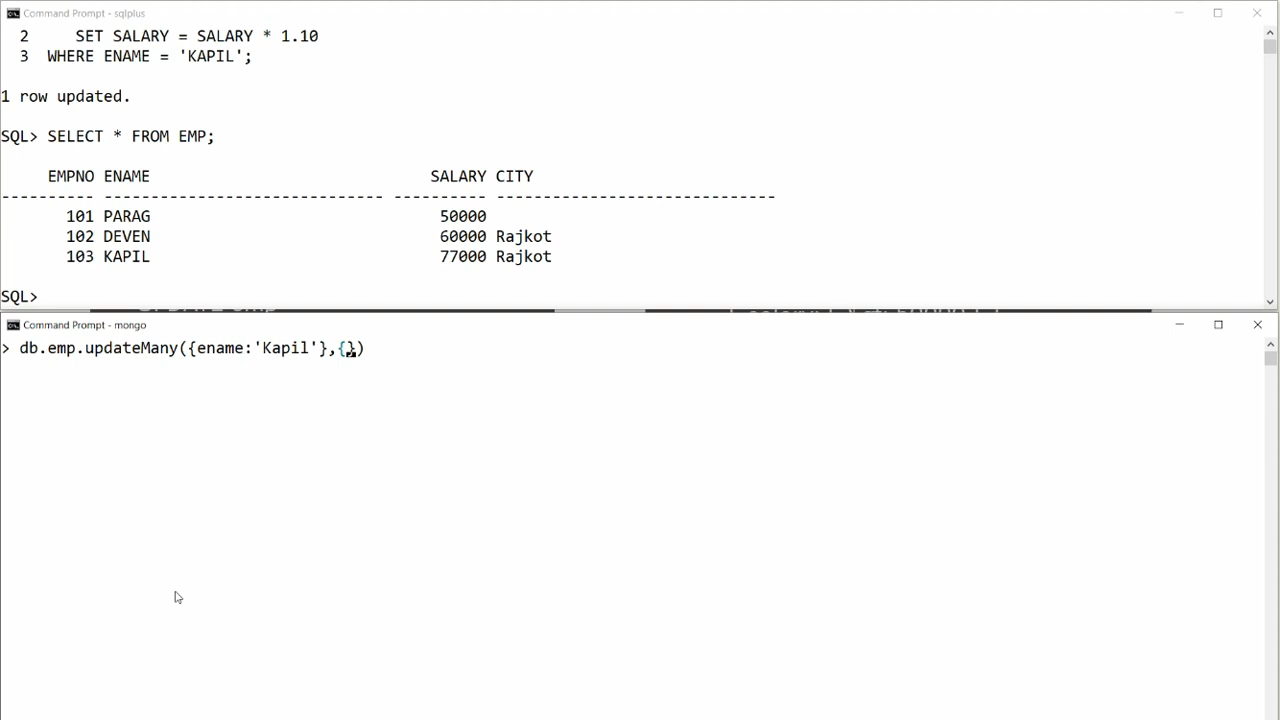 Command Prompt - sqlplus
2     SET SALARY = SALARY * 1.10
3  WHERE ENAME = 'KAPIL';
1 row updated.
SQL> SELECT * FROM EMP;
EMPNO ENAME                              SALARY CITY
---------- ------------------------------ ---------- ------------------------------
101 PARAG                               50000
102 DEVEN                               60000 Rajkot
103 KAPIL                               77000 Rajkot
SQL>
Command Prompt - mongo
> db.emp.updateMany({ename:'Kapil'},{})